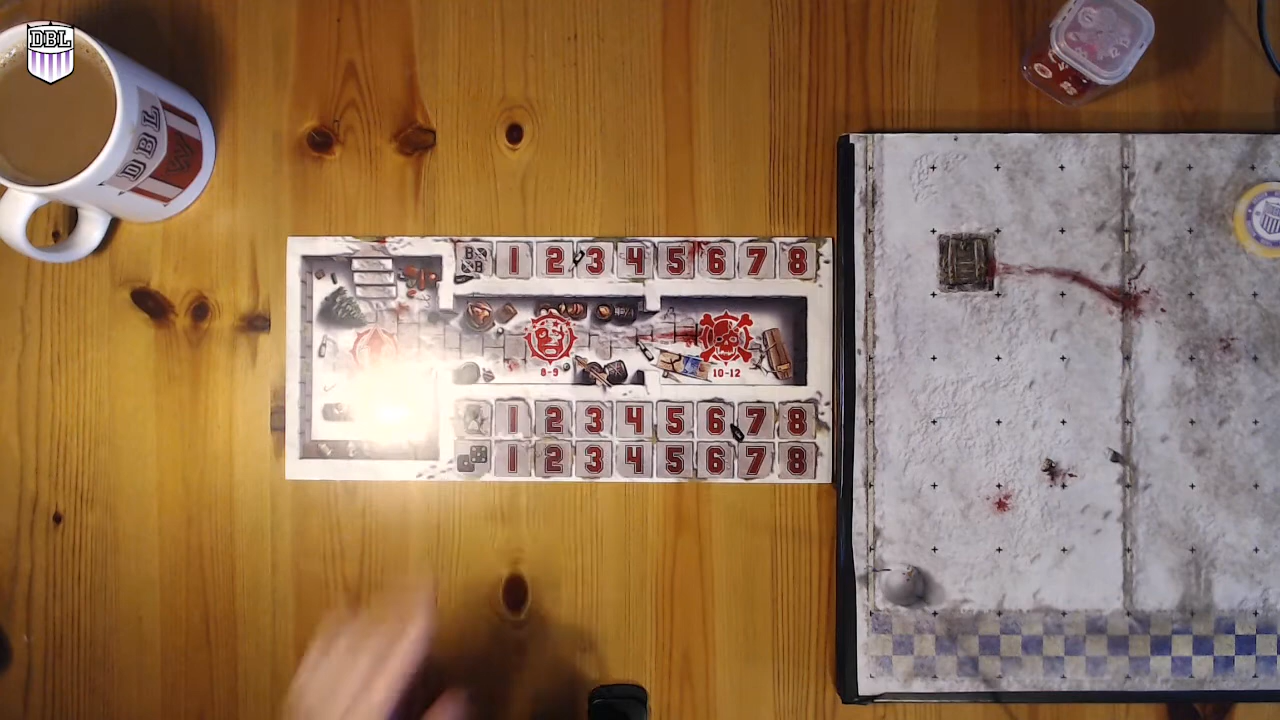 DBL
DBL
W
BB 1 2 3 4 5 6 7 8
8-9
10-12
1 2 3 4 5 6 7 8
1 2 3 4 5 6 7 8